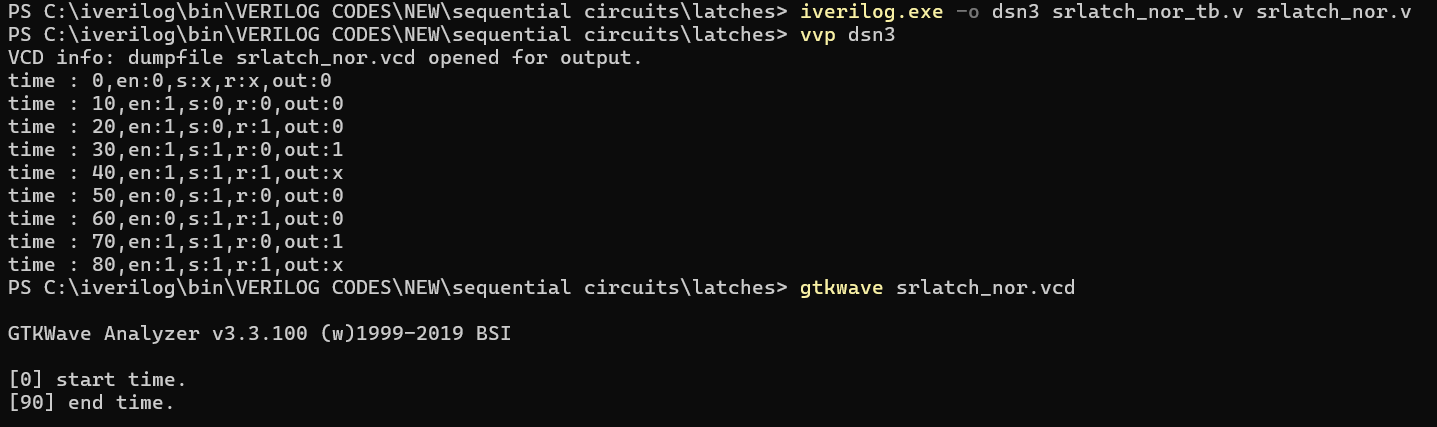 PS C:\iverilog\bin\VERILOG CODES\NEW\sequential circuits\latches> iverilog.exe -o dsn3 srlatch_nor_tb.v srlatch_nor.v
PS C:\iverilog\bin\VERILOG CODES\NEW\sequential circuits\latches> vvp dsn3
VCD info: dumpfile srlatch_nor.vcd opened for output.
time : 0,en:0,s:x,r:x,out:0
time : 10,en:1,s:0,r:0,out:0
time : 20,en:1,s:0,r:1,out:0
time : 30,en:1,s:1,r:0,out:1
time : 40,en:1,s:1,r:1,out:x
time : 50,en:0,s:1,r:0,out:0
time : 60,en:0,s:1,r:1,out:0
time : 70,en:1,s:1,r:0,out:1
time : 80,en:1,s:1,r:1,out:x
PS C:\iverilog\bin\VERILOG CODES\NEW\sequential circuits\latches> gtkwave srlatch_nor.vcd
GTKWave Analyzer v3.3.100 (w)1999-2019 BSI
[0] start time.
[90] end time.